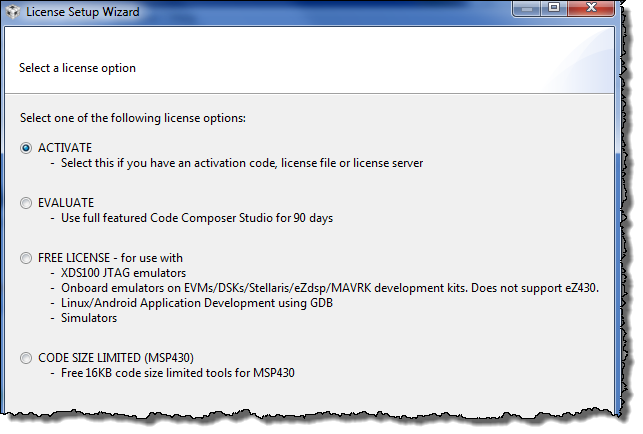 License Setup Wizard
Select a license option
Select one of the following license options:
ACTIVATE
- Select this if you have an activation code, license file or license server
EVALUATE
- Use full featured Code Composer Studio for 90 days
FREE LICENSE - for use with
- XDS100 JTAG emulators
- Onboard emulators on EVMs/DSKs/Stellaris/eZdsp/MAVRK development kits. Does not support eZ430.
- Linux/Android Application Development using GDB
- Simulators
CODE SIZE LIMITED (MSP430)
- Free 16KB code size limited tools for MSP430